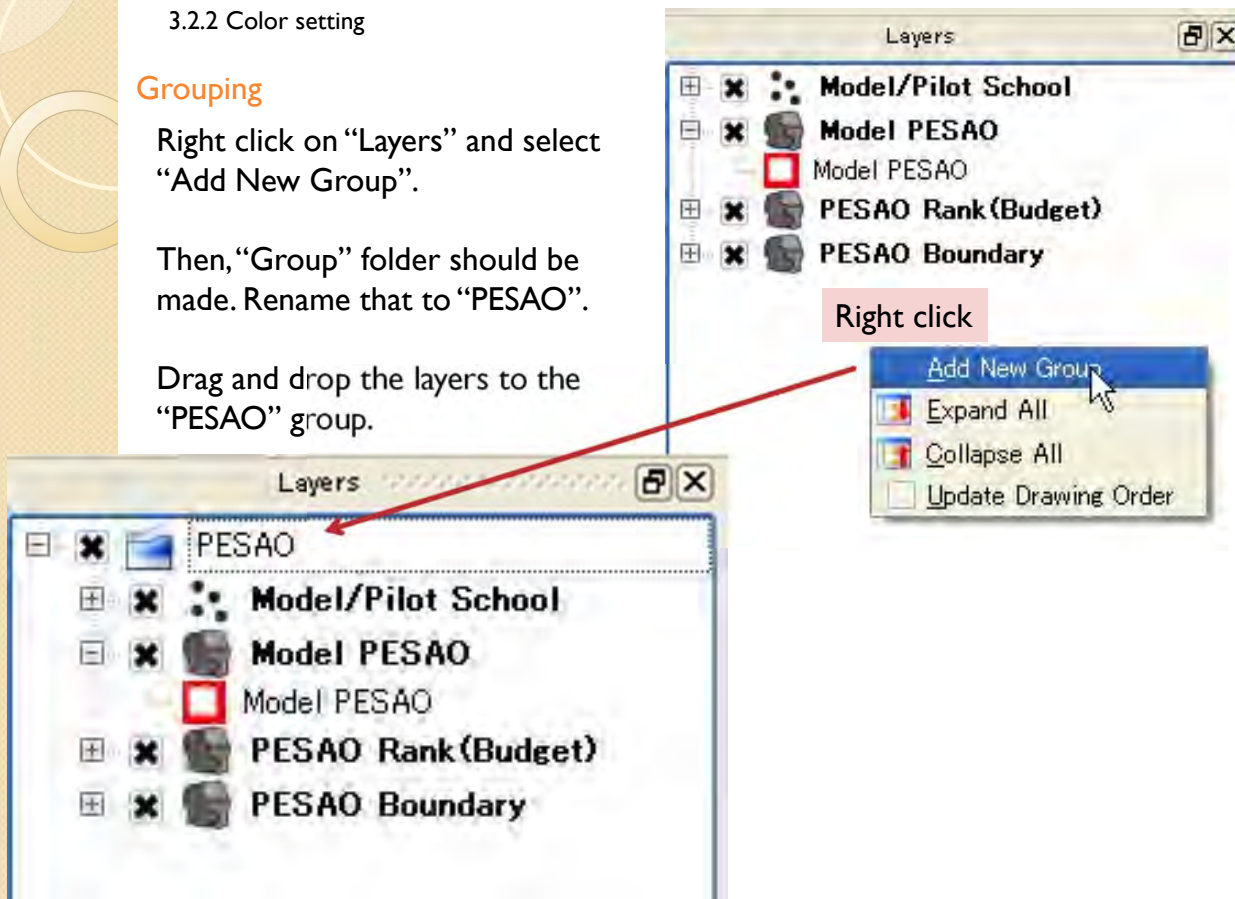 3.2.2 Color setting
Grouping
Right click on “Layers” and select
“Add New Group”.
Then, “Group” folder should be
made. Rename that to “PESAO”.
Drag and drop the layers to the
“PESAO” group.
Layers
Model/Pilot School
Model PESAO
Model PESAO
PESAO Rank(Budget)
PESAO Boundary
Right click
Add New Group
Expand All
Collapse All
Update Drawing Order
Layers
PESAO
Model/Pilot School
Model PESAO
Model PESAO
PESAO Rank(Budget)
PESAO Boundary